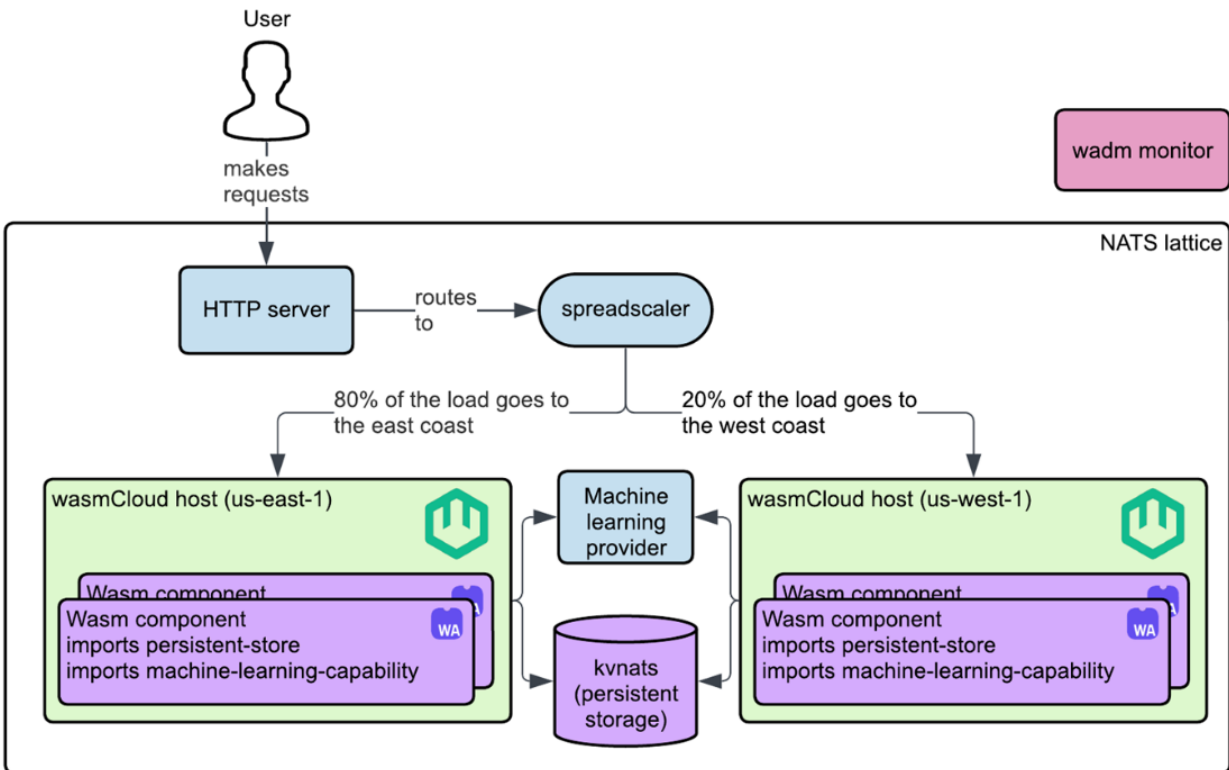 User
makes
requests
wadm monitor
NATS lattice
HTTP server
routes
to
spreadscaler
80% of the load goes to
the east coast
20% of the load goes to
the west coast
wasmCloud host (us-east-1)
Wasm component
WA
Wasm component
WA
imports persistent-store
imports machine-learning-capability
Machine
learning
provider
kvnats
(persistent
storage)
wasmCloud host (us-west-1)
Wasm component
WA
Wasm component
WA
imports persistent-store
imports machine-learning-capability